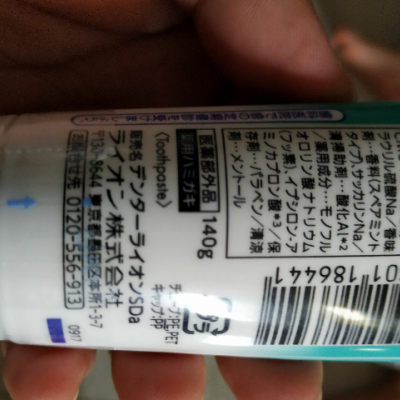 ラウリル硫酸Na/香味
剤…香料(スペアミント
タイプ)、サッカリンNa/
清掃助剤…酸化Al*2
/薬用成分…モノフル
オロリン酸ナトリウム
(フッ素)、イプシロン-ア
ミノカプロン酸*3/保
存剤…パラベン/清涼
剤…メントール
01 186441
医薬部外品 140g
薬用ハミガキ
〈Toothpaste〉
販売名 デンターライオンSDa
ライオン株式会社
〒130-8644 東京都墨田区本所1-3-7
お問合せ先 0120-556-913
プラ
チューブ:PE,PET
キャップ:PP
0917